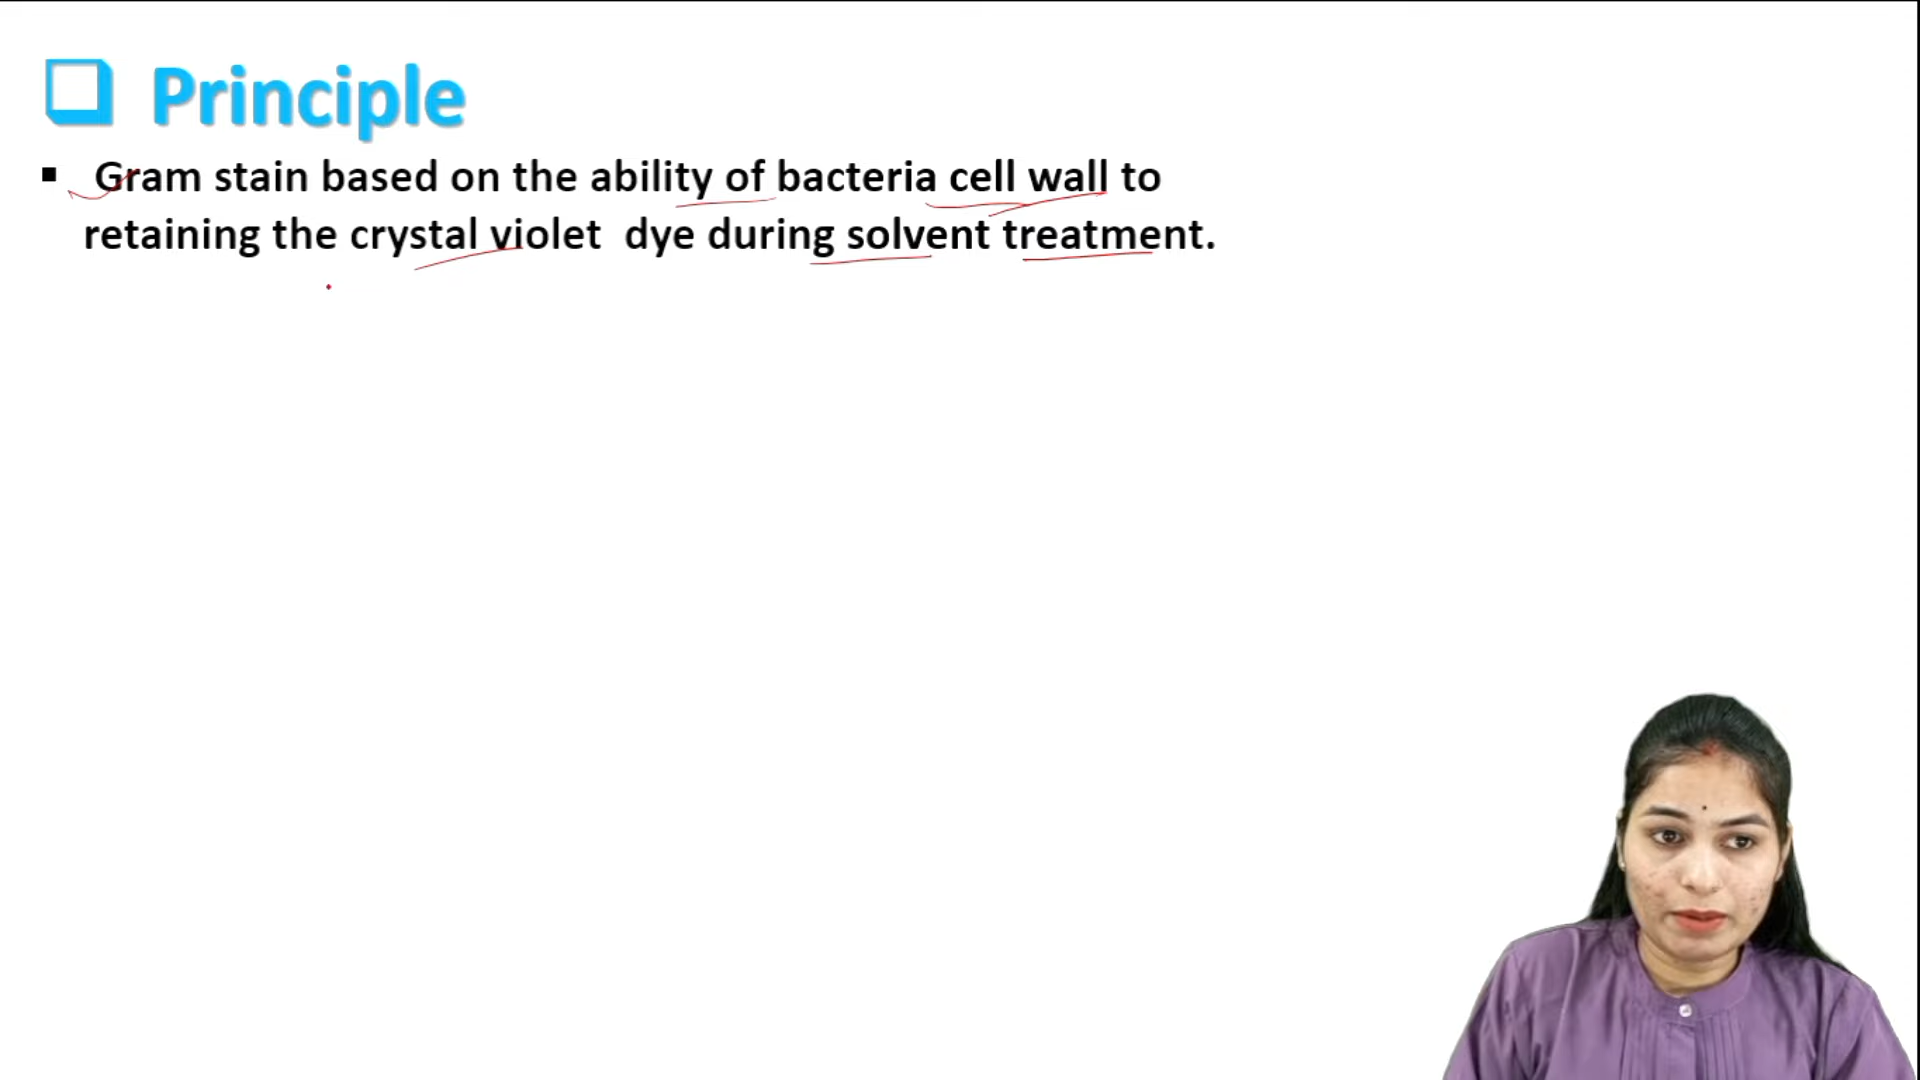 Principle
Gram stain based on the ability of bacteria cell wall to
retaining the crystal violet dye during solvent treatment.